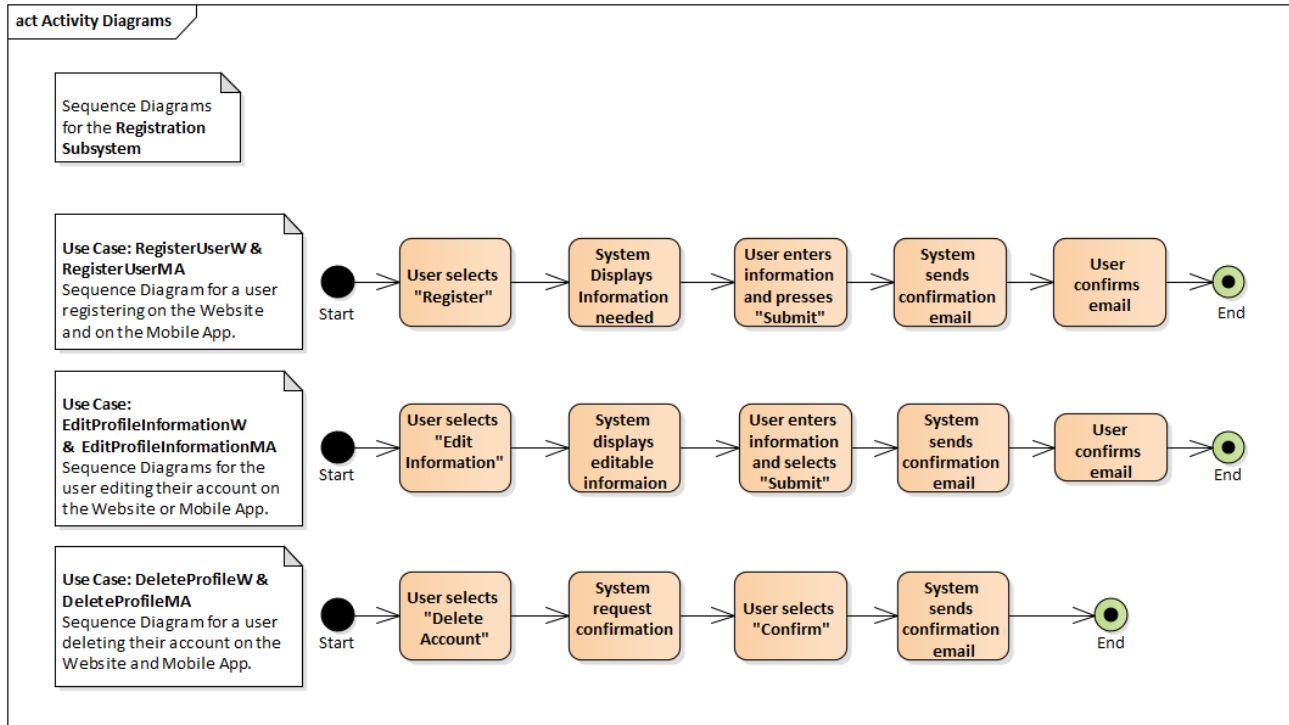 act Activity Diagrams
Sequence Diagrams
for the Registration
Subsystem
Use Case: RegisterUserW &
RegisterUserMA
Sequence Diagram for a user
registering on the Website
and on the Mobile App.
Start
User selects
"Register"
System
Displays
Information
needed
User enters
information
and presses
"Submit"
System
sends
confirmation
email
User
confirms
email
End
Use Case:
EditProfileInformationW
& EditProfileInformationMA
Sequence Diagrams for the
user editing their account on
the Website or Mobile App.
Start
User selects
"Edit
Information"
System
displays
editable
informaion
User enters
information
and selects
"Submit"
System
sends
confirmation
email
User
confirms
email
End
Use Case: DeleteProfileW &
DeleteProfileMA
Sequence Diagram for a user
deleting their account on the
Website and Mobile App.
Start
User selects
"Delete
Account"
System
request
confirmation
User selects
"Confirm"
System
sends
confirmation
email
End